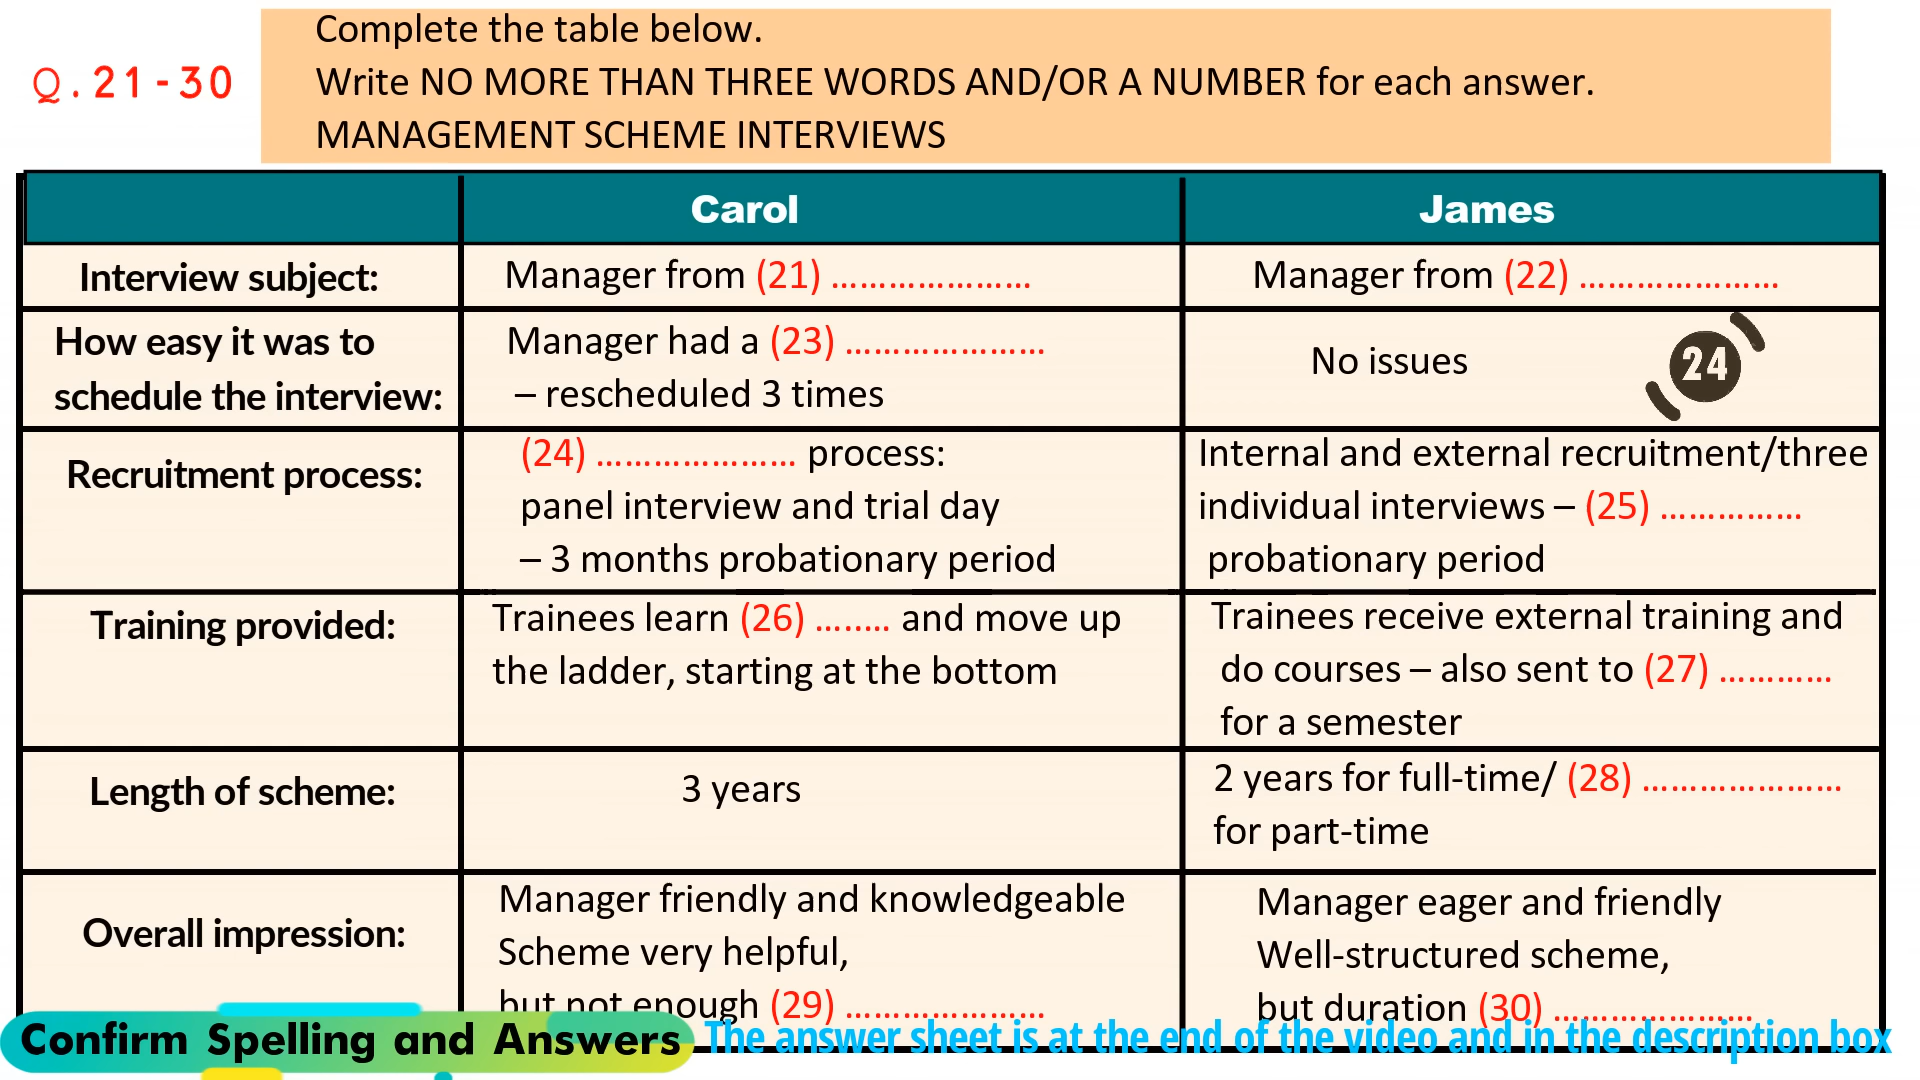 Q.21-30
Complete the table below.
Write NO MORE THAN THREE WORDS AND/OR A NUMBER for each answer.
MANAGEMENT SCHEME INTERVIEWS
Carol
James
Interview subject:
Manager from (21) .....................
Manager from (22) .....................
How easy it was to
schedule the interview:
Manager had a (23) .....................
– rescheduled 3 times
No issues
24
Recruitment process:
(24) ..................... process:
panel interview and trial day
– 3 months probationary period
Internal and external recruitment/three
individual interviews – (25) ...............
probationary period
Training provided:
Trainees learn (26) ........ and move up
the ladder, starting at the bottom
Trainees receive external training and
do courses – also sent to (27) ............
for a semester
Length of scheme:
3 years
2 years for full-time/ (28) .....................
for part-time
Overall impression:
Manager friendly and knowledgeable
Scheme very helpful,
but not enough (29) .....................
Manager eager and friendly
Well-structured scheme,
but duration (30) .....................
Confirm Spelling and Answers
The answer sheet is at the end of the video and in the description box